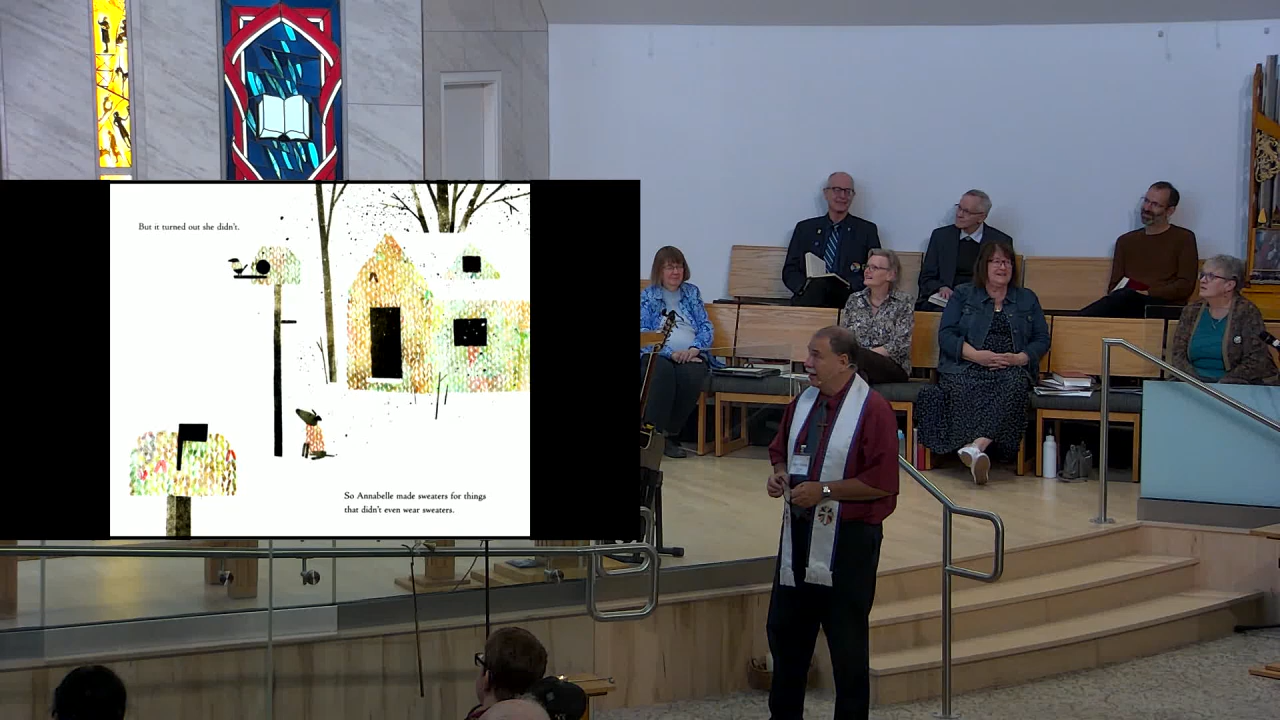 But it turned out she didn't.
So Annabelle made sweaters for things
that didn't even wear sweaters.